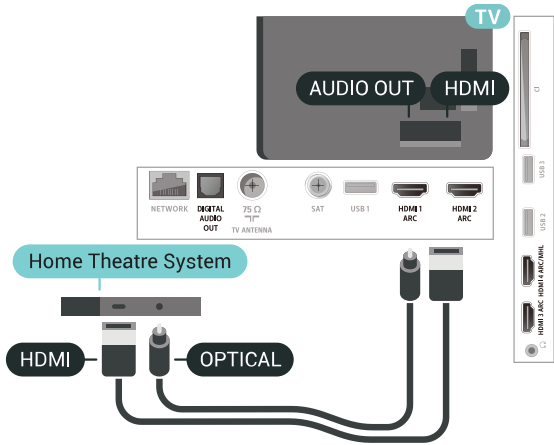 TV
AUDIO OUT
HDMI
CI
USB 3
USB 2
HDMI 4 ARC/MHL
HDMI 3 ARC
NETWORK
DIGITAL
AUDIO
OUT
75 Ω
TV ANTENNA
SAT
USB 1
HDMI 1
ARC
HDMI 2
ARC
Home Theatre System
HDMI
OPTICAL